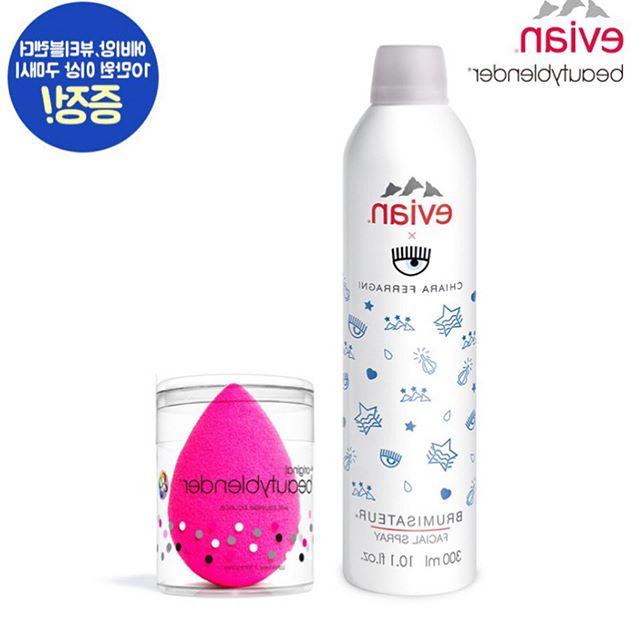 에비앙, 뷰티블렌더
10만원 이상 구매시
증정!
evian®
beautyblender®
evian®
×
CHIARA FERRAGNI
BRUMISATEUR®
FACIAL SPRAY
300 ml 10.1 fl.oz.
original
beautyblender®